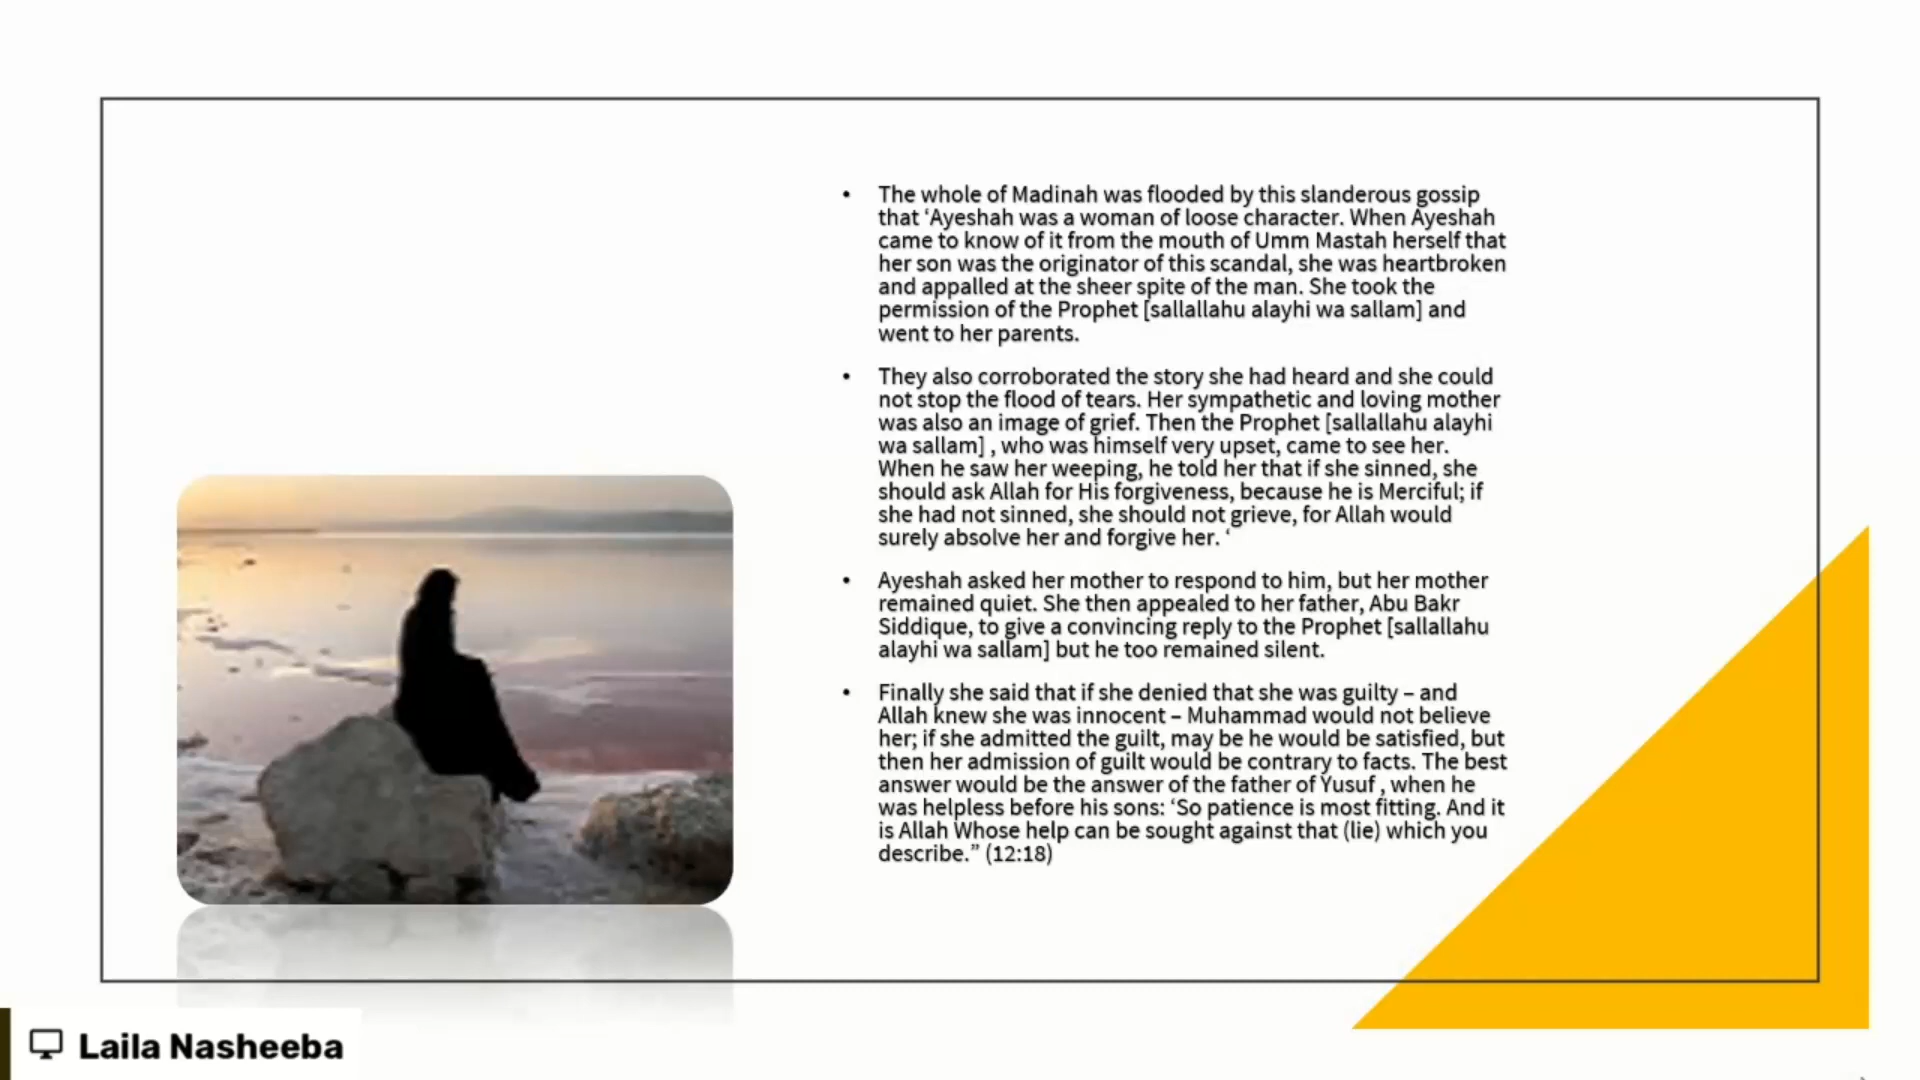 • The whole of Madinah was flooded by this slanderous gossip
that ‘Ayeshah was a woman of loose character. When Ayeshah
came to know of it from the mouth of Umm Mastah herself that
her son was the originator of this scandal, she was heartbroken
and appalled at the sheer spite of the man. She took the
permission of the Prophet [sallallahu alayhi wa sallam] and
went to her parents.
• They also corroborated the story she had heard and she could
not stop the flood of tears. Her sympathetic and loving mother
was also an image of grief. Then the Prophet [sallallahu alayhi
wa sallam] , who was himself very upset, came to see her.
When he saw her weeping, he told her that if she sinned, she
should ask Allah for His forgiveness, because he is Merciful; if
she had not sinned, she should not grieve, for Allah would
surely absolve her and forgive her. ‘
• Ayeshah asked her mother to respond to him, but her mother
remained quiet. She then appealed to her father, Abu Bakr
Siddique, to give a convincing reply to the Prophet [sallallahu
alayhi wa sallam] but he too remained silent.
• Finally she said that if she denied that she was guilty – and
Allah knew she was innocent – Muhammad would not believe
her; if she admitted the guilt, may be he would be satisfied, but
then her admission of guilt would be contrary to facts. The best
answer would be the answer of the father of Yusuf , when he
was helpless before his sons: ‘So patience is most fitting. And it
is Allah Whose help can be sought against that (lie) which you
describe.” (12:18)
Laila Nasheeba